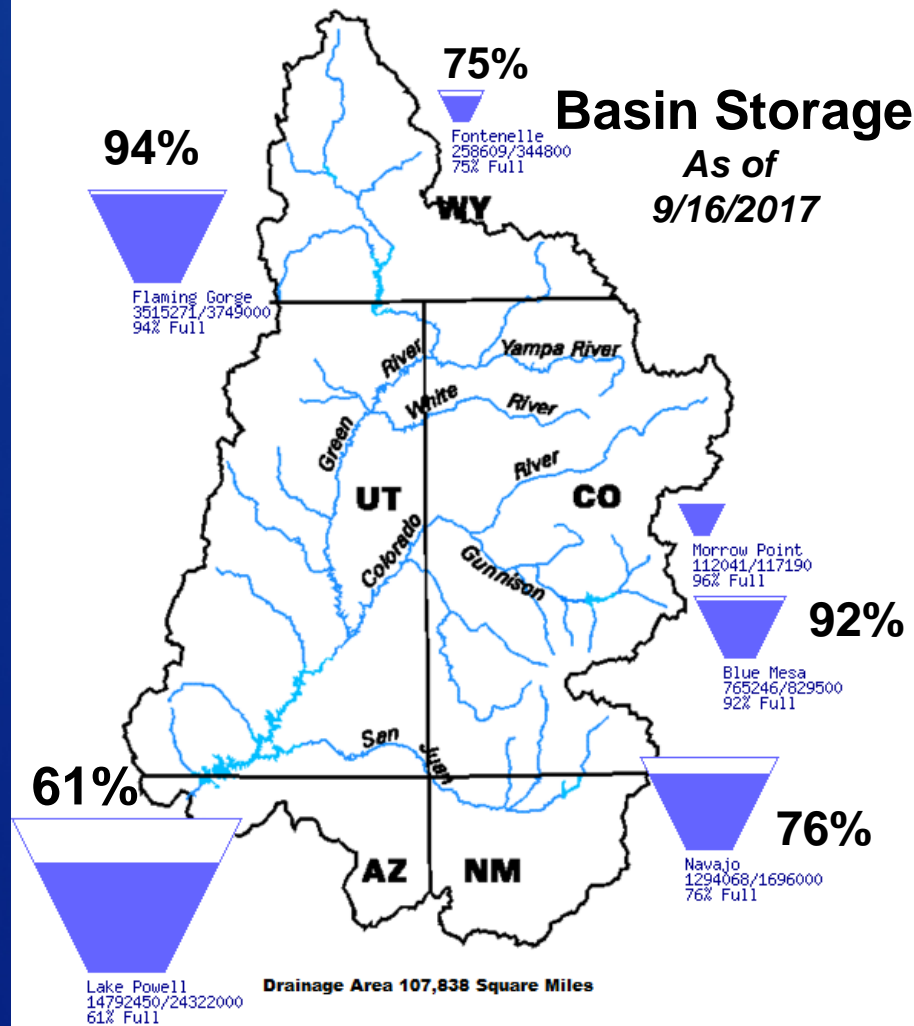 75%
Basin Storage
As of
9/16/2017
Fontenelle
258609/344800
75% Full
94%
WY
Flaming Gorge
3515271/3749000
94% Full
Yampa River
River
White
River
Green
River
UT
CO
Colorado
Gunnison
Morrow Point
112041/117190
96% Full
92%
Blue Mesa
765246/829500
92% Full
San
Juan
61%
76%
AZ
NM
Navajo
1294068/1696000
76% Full
Lake Powell
14792450/24322000
61% Full
Drainage Area 107,838 Square Miles